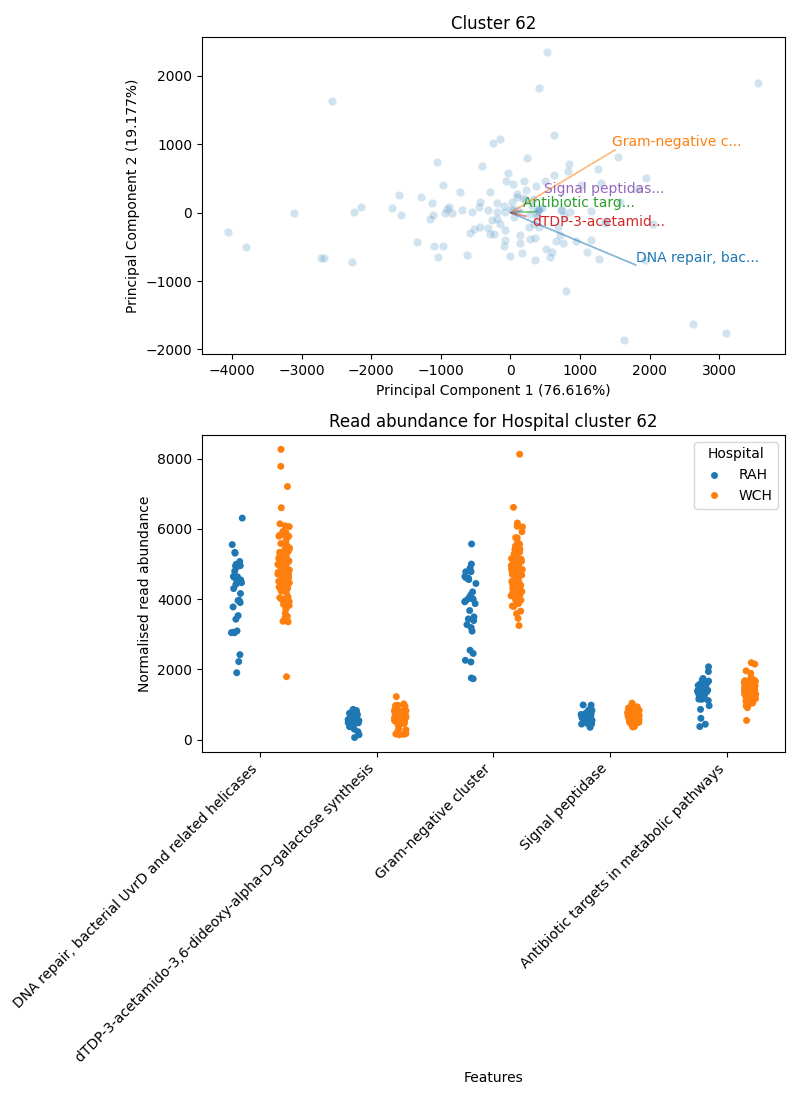 Cluster 62
Principal Component 2 (19.177%)
2000
1000
0
−1000
−2000
Gram-negative c...
Signal peptidas...
Antibiotic targ...
dTDP-3-acetamid...
DNA repair, bac...
−4000 −3000 −2000 −1000 0 1000 2000 3000
Principal Component 1 (76.616%)
Read abundance for Hospital cluster 62
Normalised read abundance
8000
6000
4000
2000
0
Hospital
RAH
WCH
DNA repair, bacterial UvrD and related helicases
dTDP-3-acetamido-3,6-dideoxy-alpha-D-galactose synthesis
Gram-negative cluster
Signal peptidase
Antibiotic targets in metabolic pathways
Features